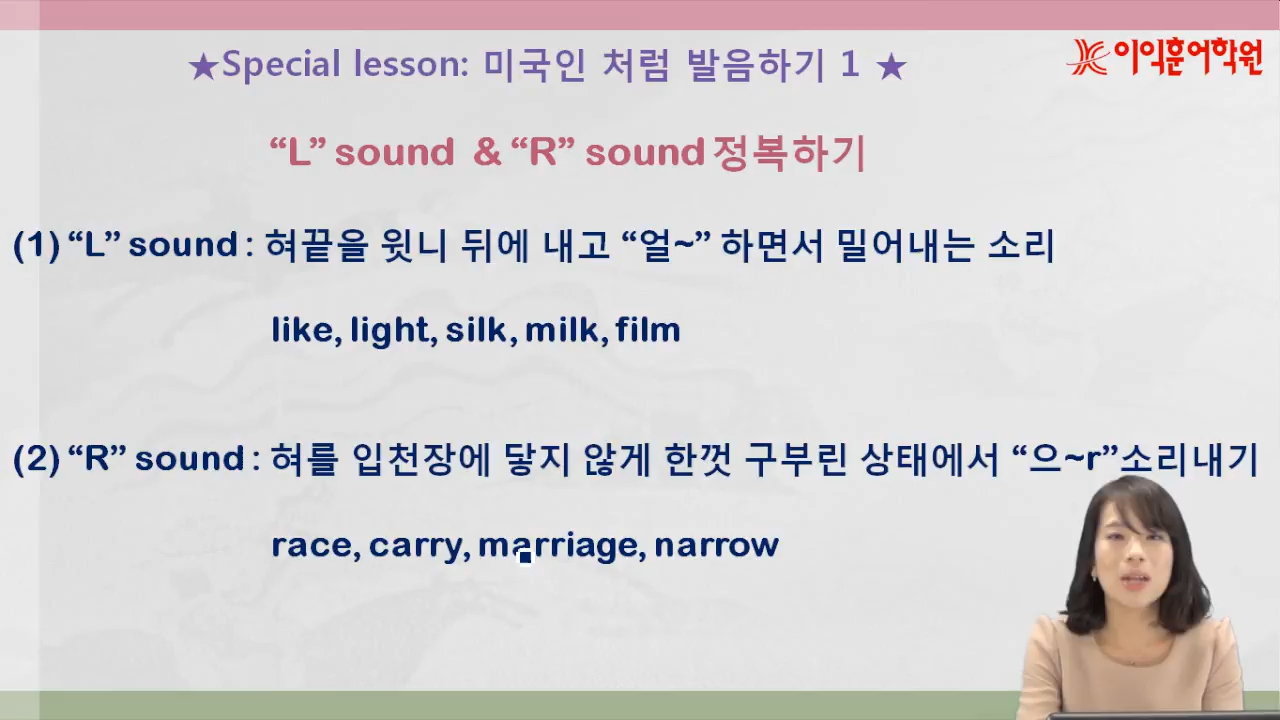 ★Special lesson: 미국인 처럼 발음하기 1 ★
이익훈어학원
“L” sound & “R” sound 정복하기
(1) “L” sound : 혀끝을 윗니 뒤에 내고 “얼~” 하면서 밀어내는 소리
like, light, silk, milk, film
(2) “R” sound : 혀를 입천장에 닿지 않게 한껏 구부린 상태에서 “으~r”소리내기
race, carry, marriage, narrow